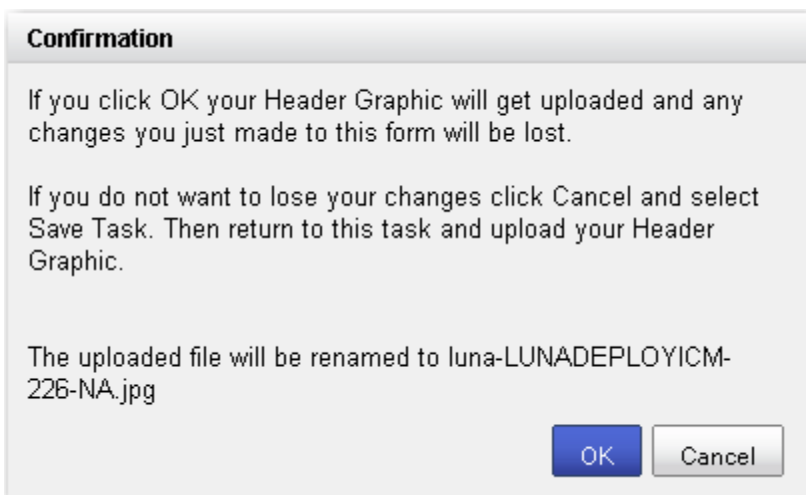 Confirmation
If you click OK your Header Graphic will get uploaded and any
changes you just made to this form will be lost.
If you do not want to lose your changes click Cancel and select
Save Task. Then return to this task and upload your Header
Graphic.
The uploaded file will be renamed to luna-LUNADEPLOYICM-
226-NA.jpg
OK
Cancel